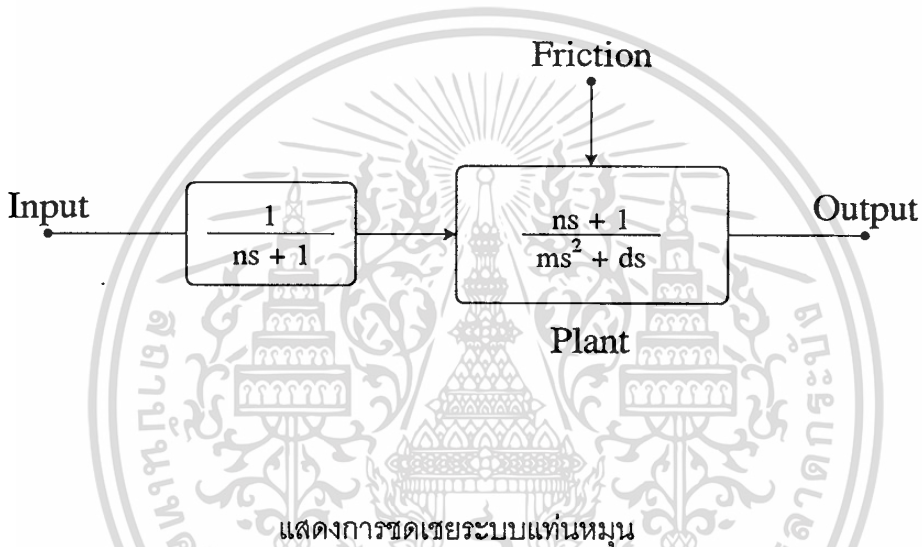 Friction
Input
1
ns + 1
ns + 1
ms² + ds
Output
Plant
แสดงการชดเชยระบบแท่นหมุน